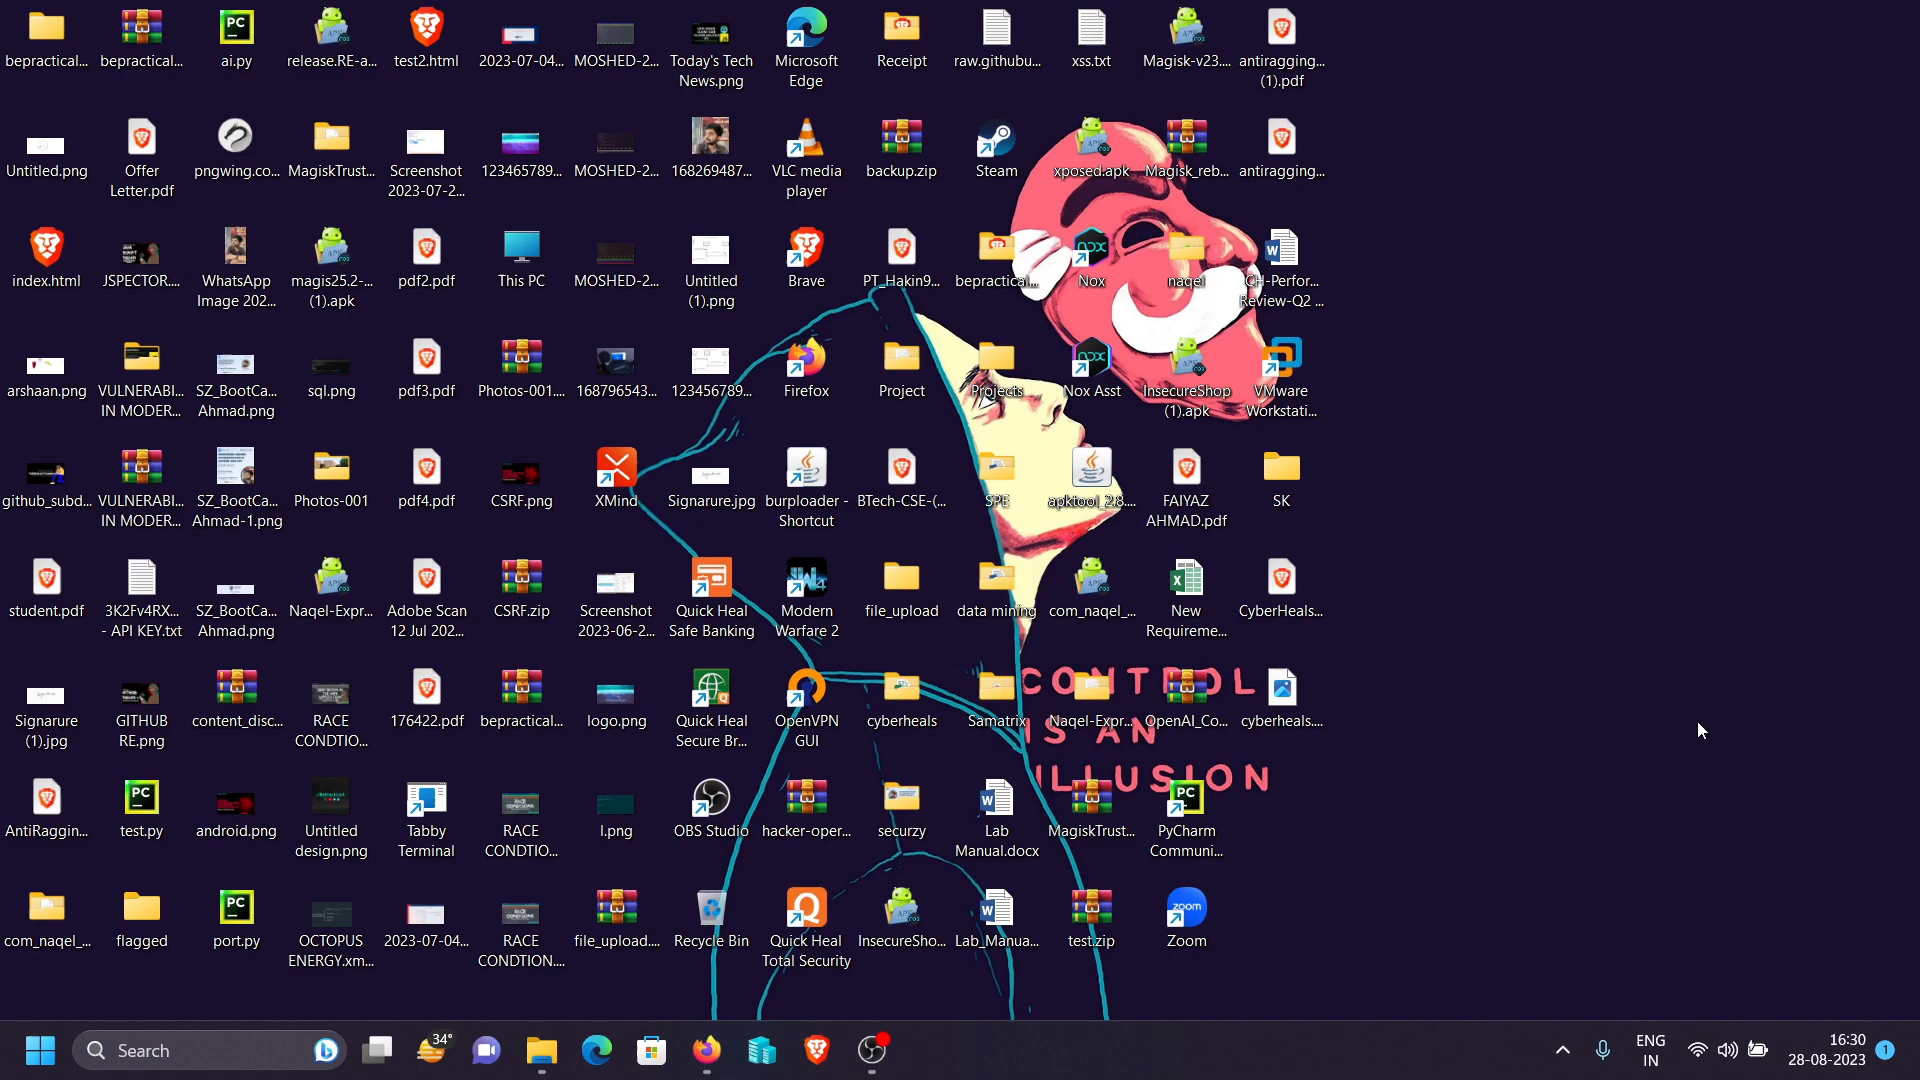 bepractical...
bepractical...
ai.py
release.RE-a...
test2.html
2023-07-04...
MOSHED-2...
Today's Tech
News.png
Microsoft
Edge
Receipt
raw.githubu...
xss.txt
Magisk-v23....
antiragging...
(1).pdf
Untitled.png
Offer
Letter.pdf
pngwing.co...
MagiskTrust...
Screenshot
2023-07-2...
123465789...
MOSHED-2...
168269487...
VLC media
player
backup.zip
Steam
xposed.apk
Magisk_reb...
antiragging...
index.html
JSPECTOR....
WhatsApp
Image 202...
magis25.2-...
(1).apk
pdf2.pdf
This PC
MOSHED-2...
Untitled
(1).png
Brave
PT_Hakin9...
bepractical...
Nox
naqel
CH-Perfor...
Review-Q2 ...
arshaan.png
VULNERABI...
IN MODER...
SZ_BootCa...
Ahmad.png
sql.png
pdf3.pdf
Photos-001...
168796543...
123456789...
Firefox
Project
Projects
Nox Asst
InsecureShop
(1).apk
VMware
Workstati...
github_subd...
VULNERABI...
IN MODER...
SZ_BootCa...
Ahmad-1.png
Photos-001
pdf4.pdf
CSRF.png
XMind
Signarure.jpg
burploader -
Shortcut
BTech-CSE-(...
SPE
apktool_2.8....
FAIYAZ
AHMAD.pdf
SK
student.pdf
3K2Fv4RX...
- API KEY.txt
SZ_BootCa...
Ahmad.png
Naqel-Expr...
Adobe Scan
12 Jul 202...
CSRF.zip
Screenshot
2023-06-2...
Quick Heal
Safe Banking
Modern
Warfare 2
file_upload
data mining
com_naqel_...
New
Requireme...
CyberHeals...
Signarure
(1).jpg
GITHUB
RE.png
content_disc...
RACE
CONDTIO...
176422.pdf
bepractical...
logo.png
Quick Heal
Secure Br...
OpenVPN
GUI
cyberheals
Samatrix
Naqel-Expr...
OpenAI_Co...
cyberheals....
CONTROL
IS AN
ILLUSION
AntiRaggin...
test.py
android.png
Untitled
design.png
Tabby
Terminal
RACE
CONDTIO...
l.png
OBS Studio
hacker-oper...
securzy
Lab
Manual.docx
MagiskTrust...
PyCharm
Communi...
com_naqel_...
flagged
port.py
OCTOPUS
ENERGY.xm...
2023-07-04...
RACE
CONDTION....
file_upload....
Recycle Bin
Quick Heal
Total Security
InsecureSho...
Lab_Manua...
test.zip
Zoom
Search
34°
ENG
IN
16:30
28-08-2023
1